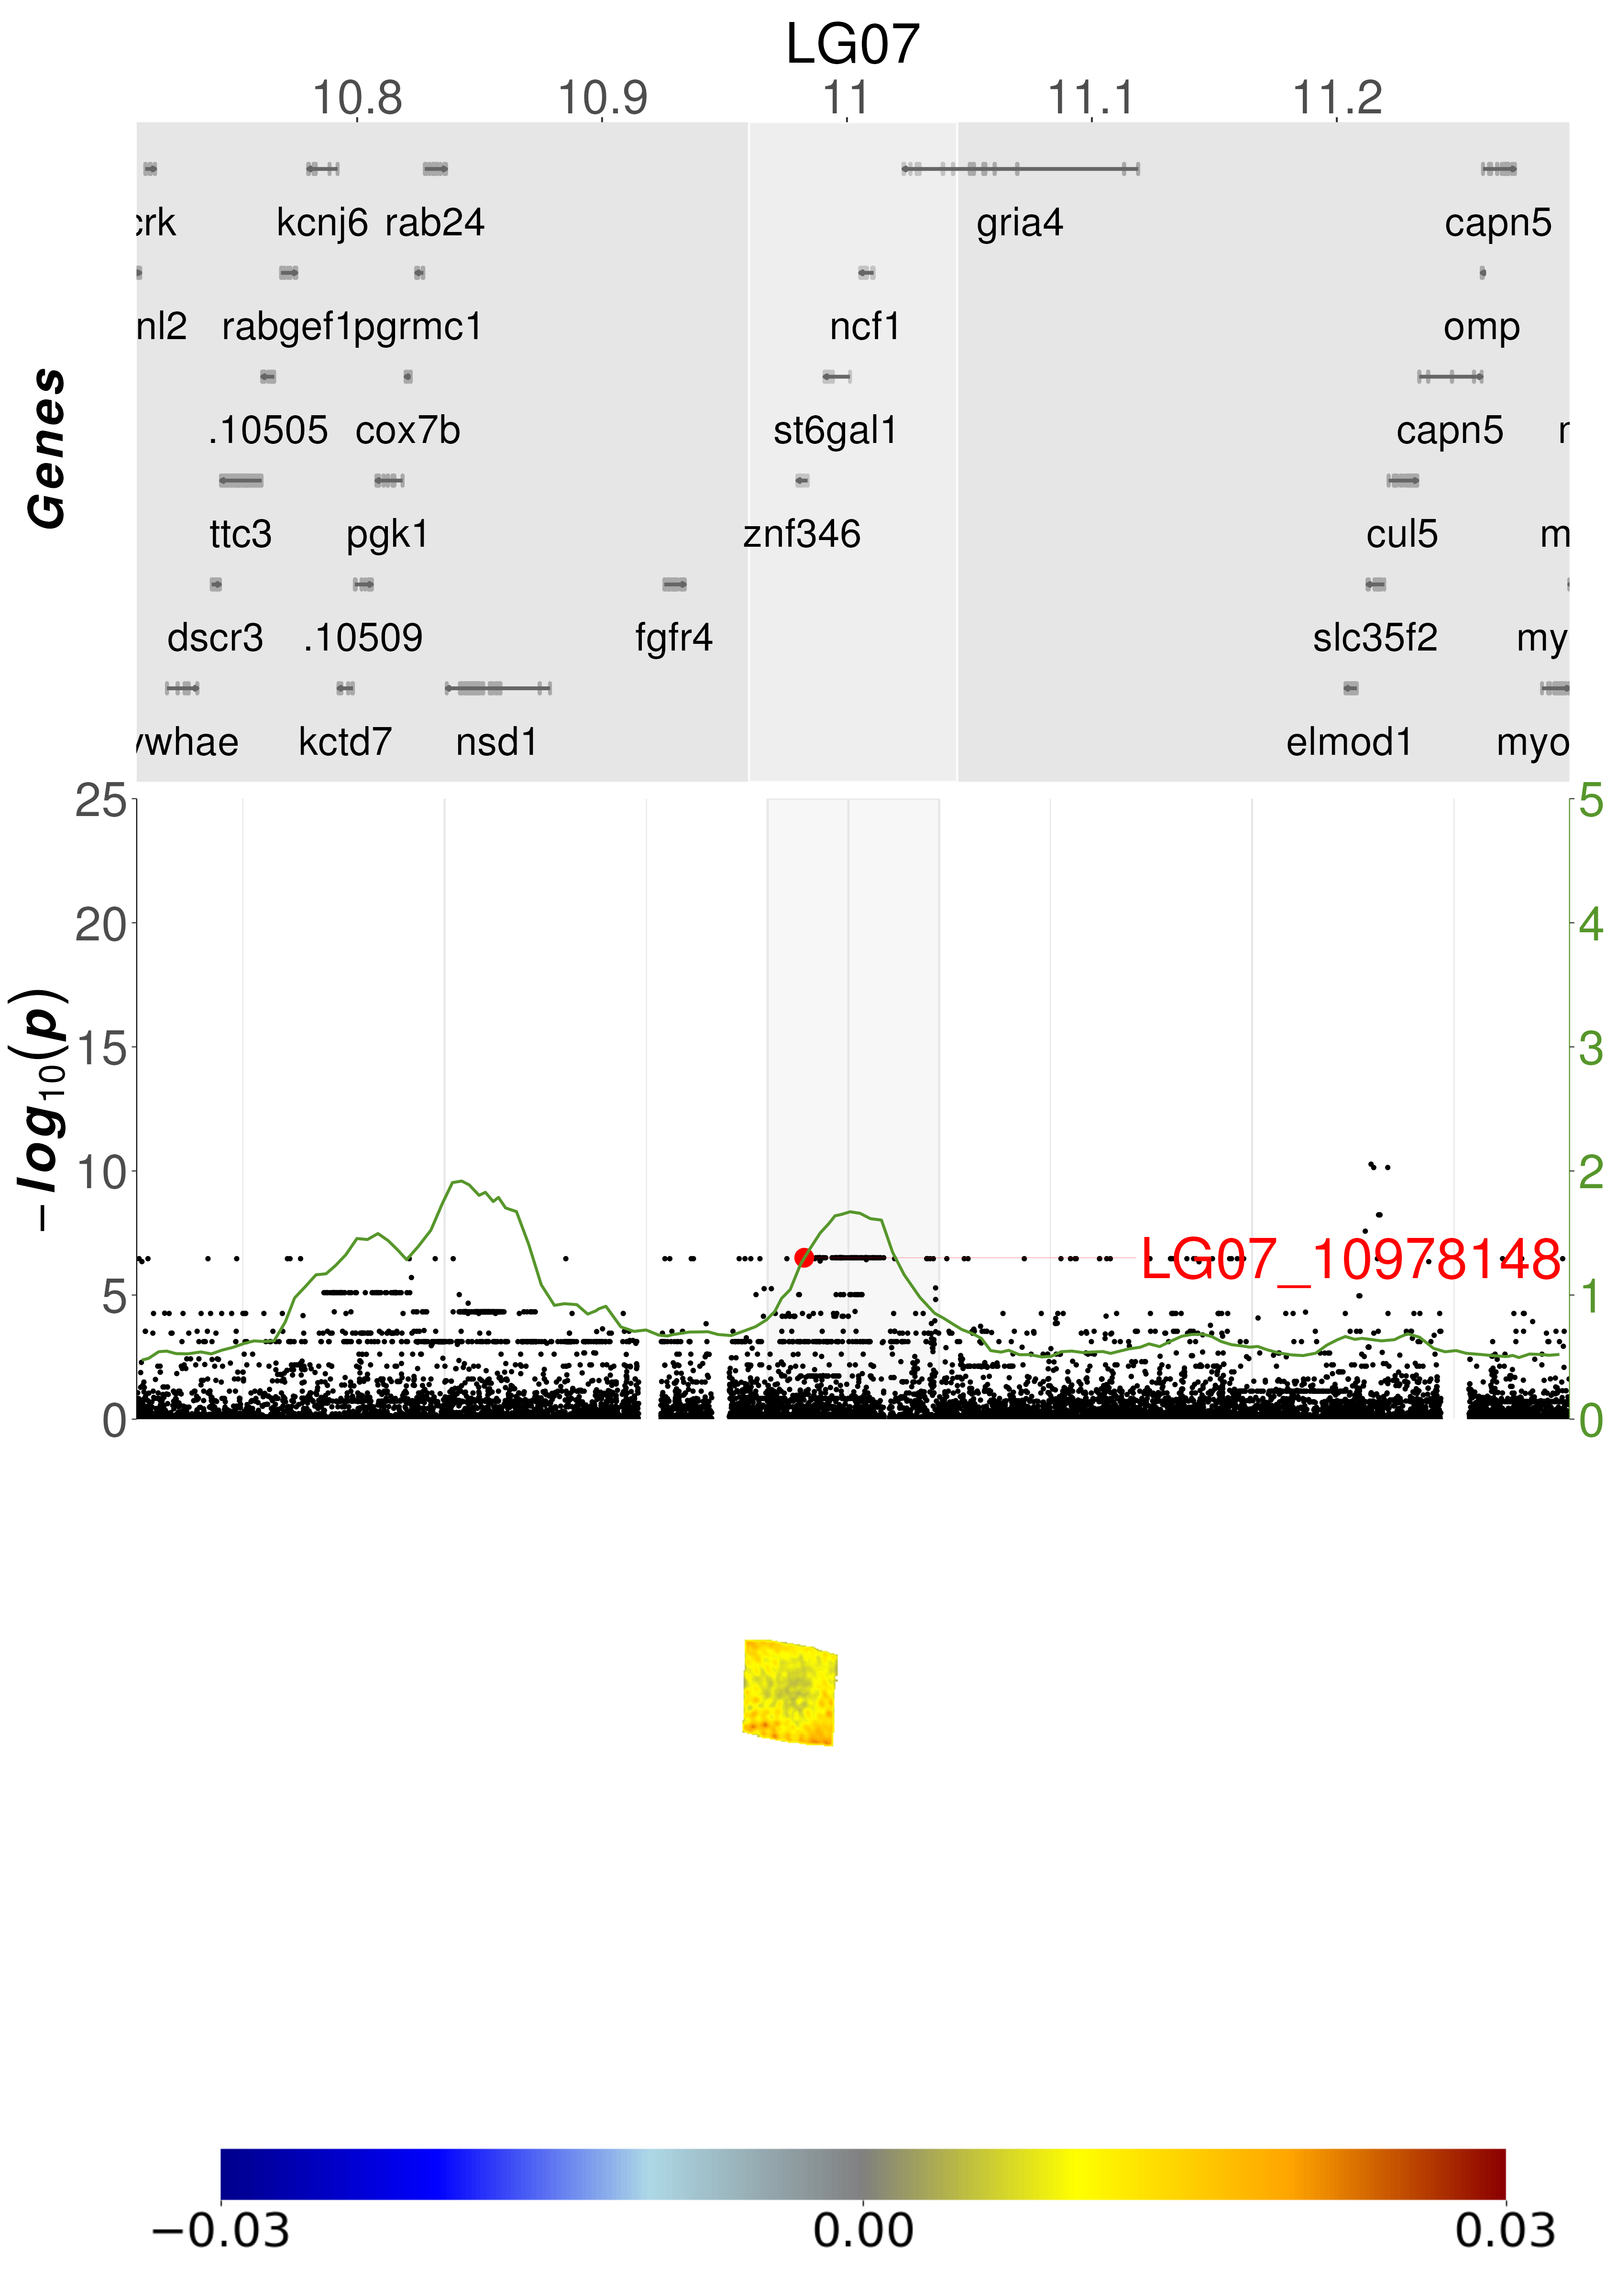 LG07
10.8 10.9 11 11.1 11.2
Genes
crk kcnj6 rab24 gria4 capn5
nl2 rabgef1 pgrmc1 ncf1 omp
.10505 cox7b st6gal1 capn5
ttc3 pgk1 znf346 cul5 m
dscr3 .10509 fgfr4 slc35f2 my
ywhae kctd7 nsd1 elmod1 myo
−log10(p)
25 5
20 4
15 3
10 2
5 1
0 0
LG07_10978148
−0.03 0.00 0.03